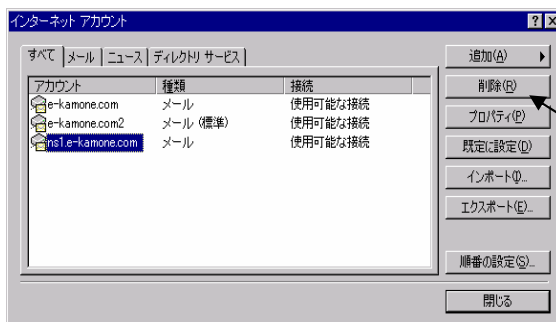 インターネット アカウント
すべて メール ニュース ディレクトリ サービス
アカウント 種類 接続
e-kamone.com メール 使用可能な接続
e-kamone.com2 メール (標準) 使用可能な接続
ns1.e-kamone.com メール 使用可能な接続
追加(A)
削除(R)
プロパティ(P)
既定に設定(D)
インポート(I)...
エクスポート(E)...
順番の設定(S)...
閉じる